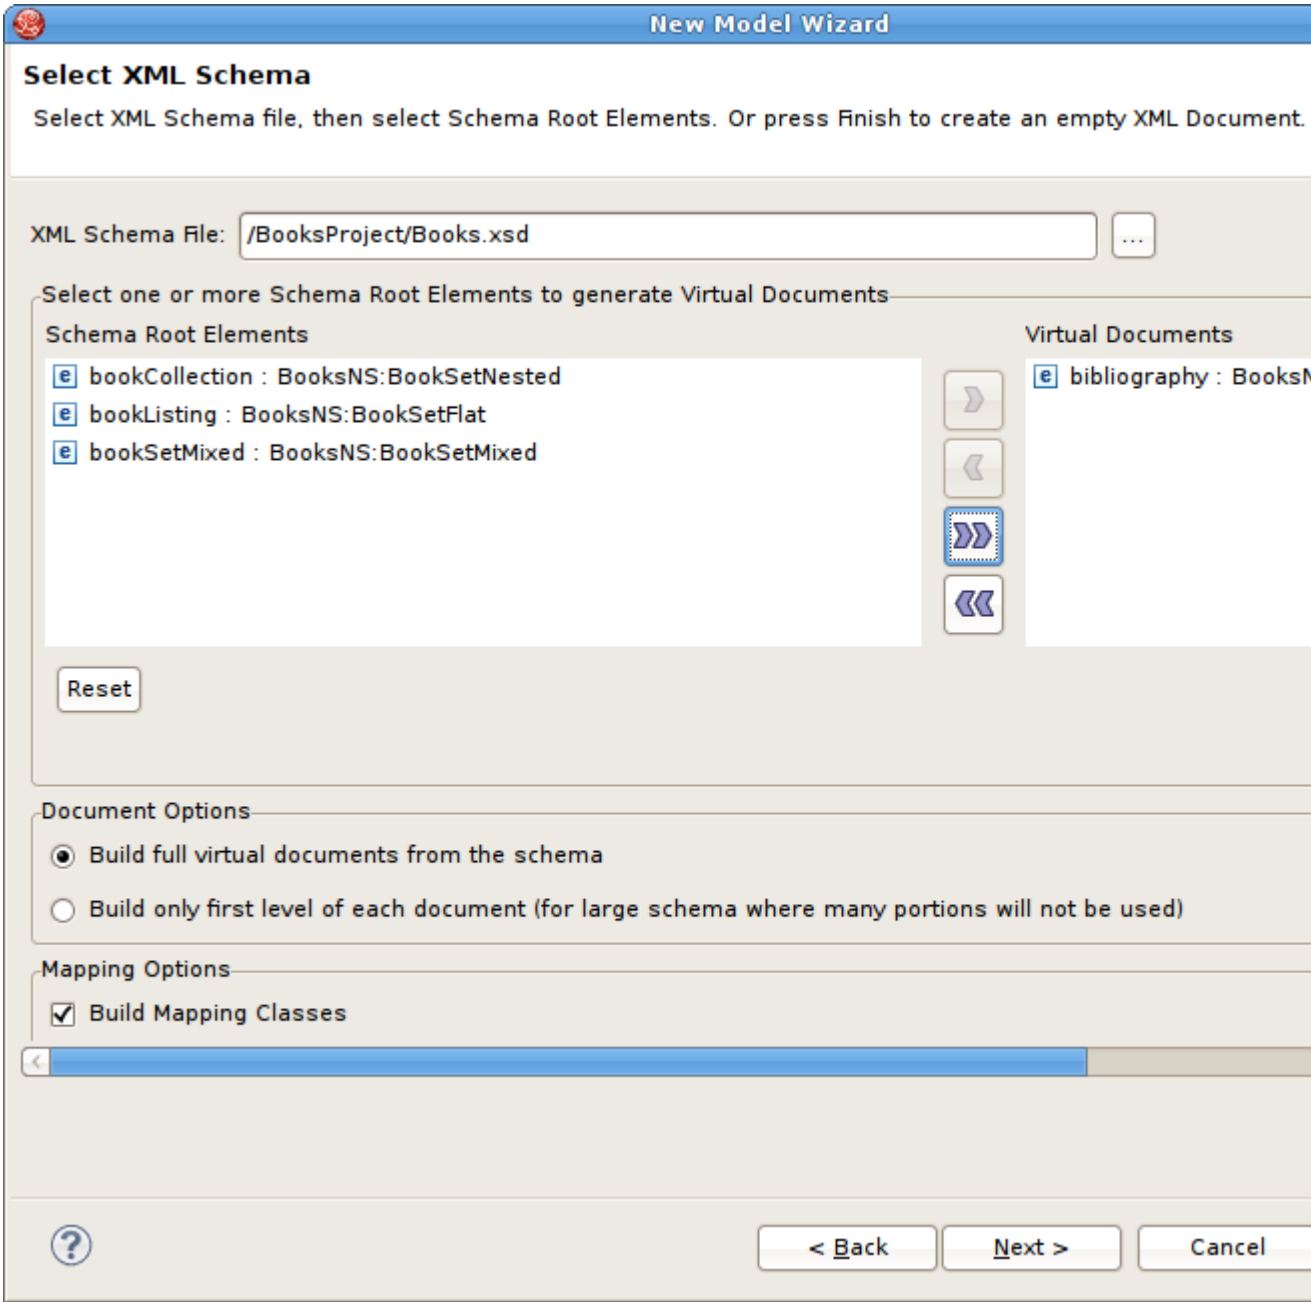 New Model Wizard
Select XML Schema
Select XML Schema file, then select Schema Root Elements. Or press Finish to create an empty XML Document.
XML Schema File: /BooksProject/Books.xsd ...
Select one or more Schema Root Elements to generate Virtual Documents
Schema Root Elements Virtual Documents
bookCollection : BooksNS:BookSetNested bibliography : BooksN
bookListing : BooksNS:BookSetFlat
bookSetMixed : BooksNS:BookSetMixed
Reset
Document Options
Build full virtual documents from the schema
Build only first level of each document (for large schema where many portions will not be used)
Mapping Options
Build Mapping Classes
< Back Next > Cancel